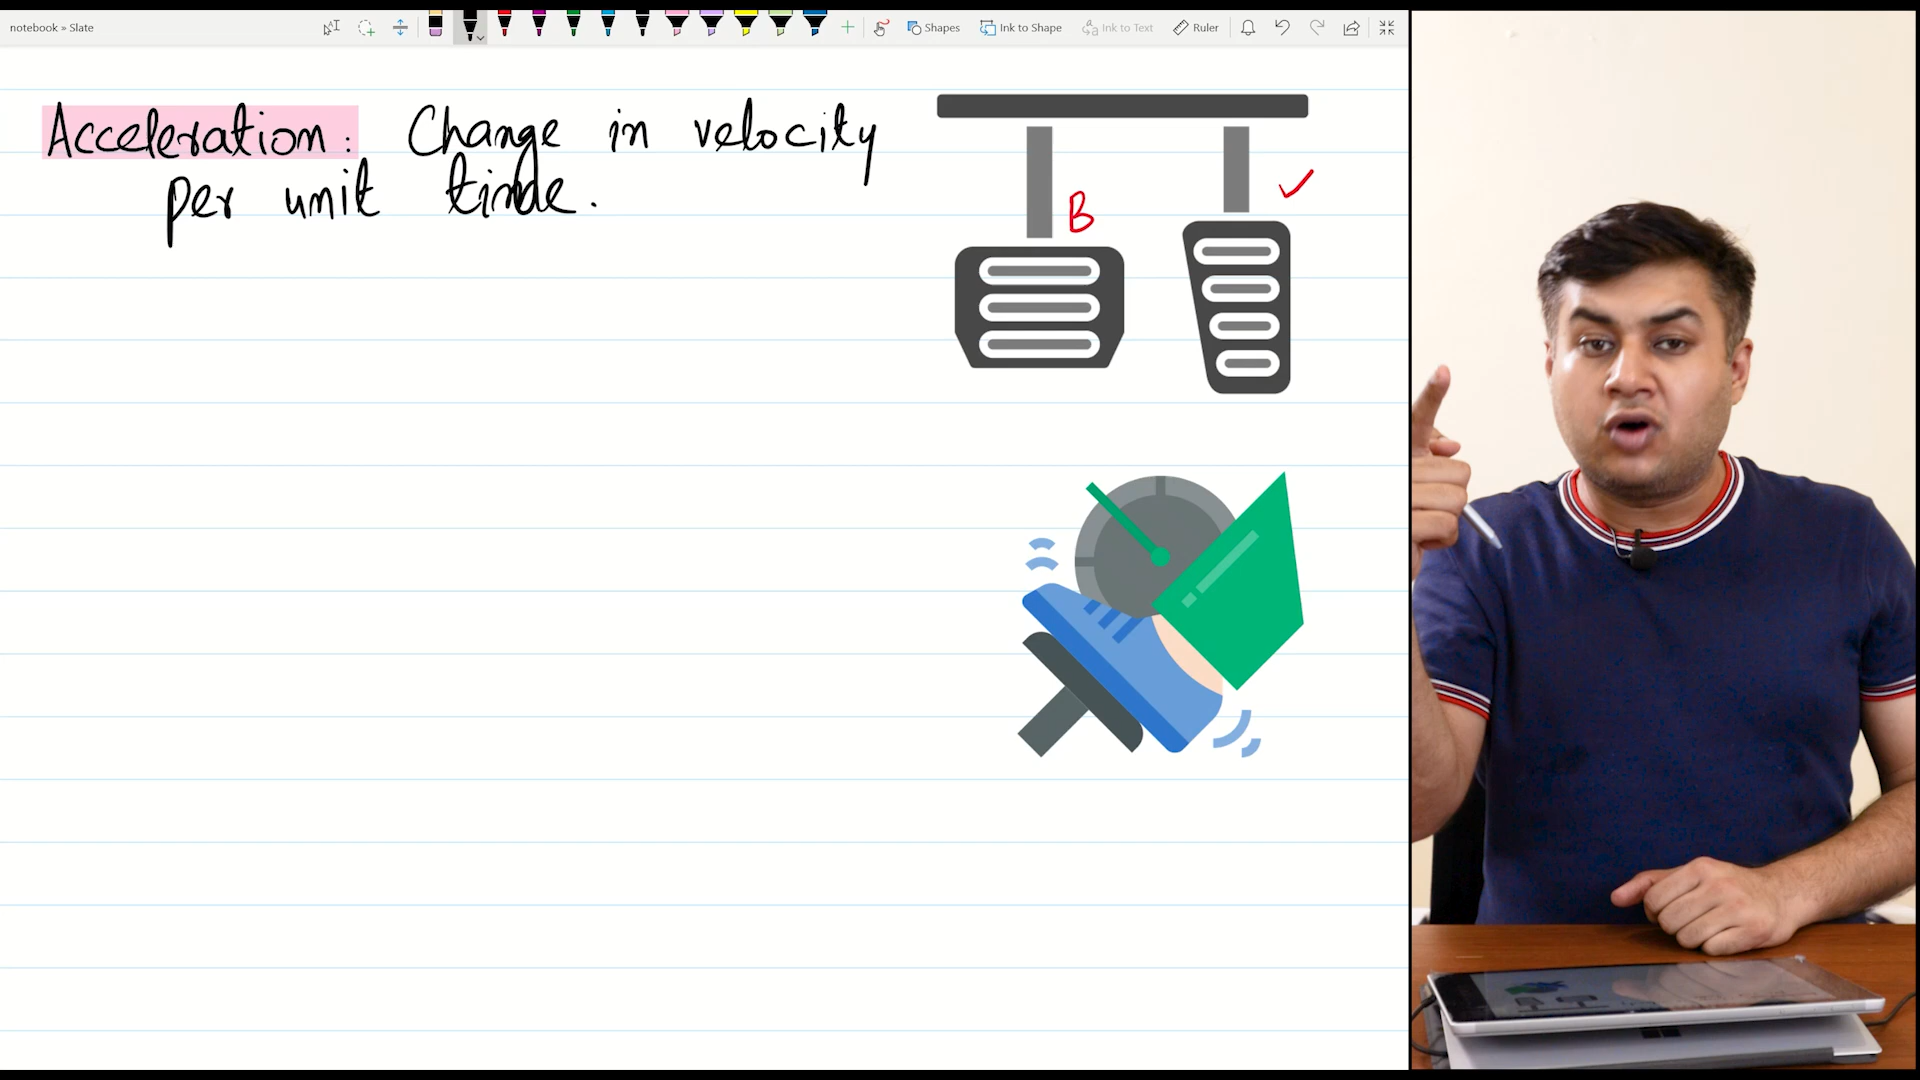 notebook » Slate
Shapes
Ink to Shape
Ink to Text
Ruler
Acceleration: Change in velocity
per unit time.
B